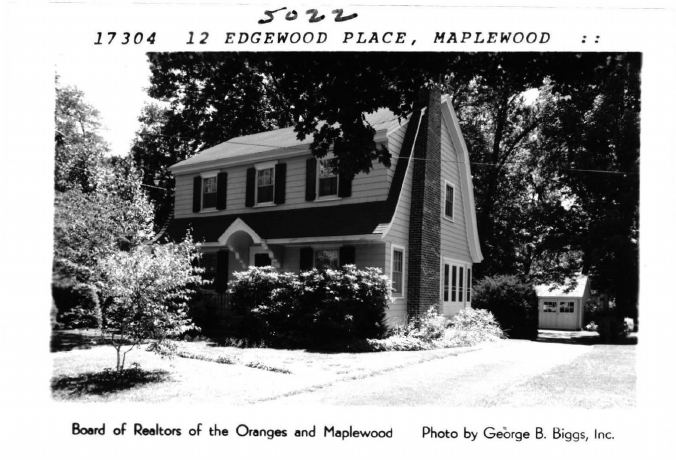 5022
17304 12 EDGEWOOD PLACE, MAPLEWOOD ::
Board of Realtors of the Oranges and Maplewood Photo by George B. Biggs, Inc.